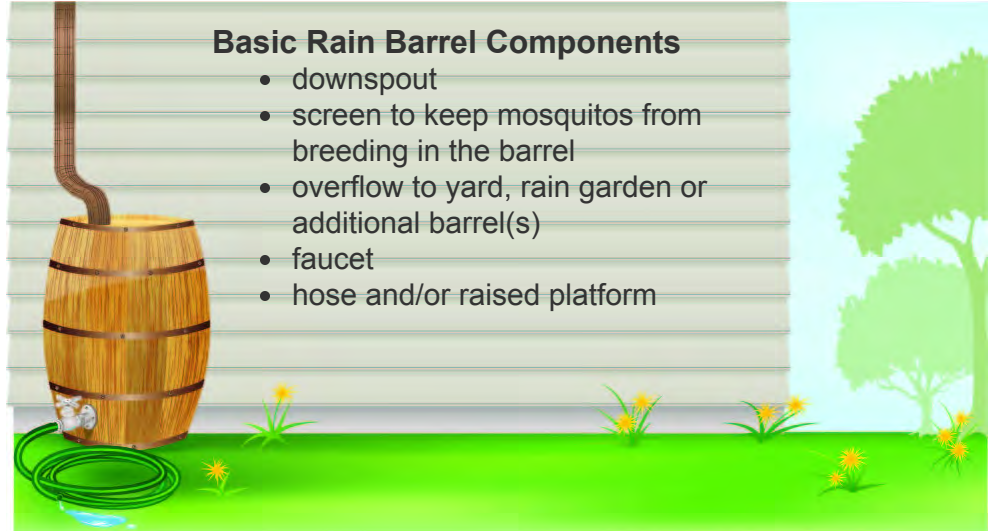 Basic Rain Barrel Components
• downspout
• screen to keep mosquitos from
breeding in the barrel
• overflow to yard, rain garden or
additional barrel(s)
• faucet
• hose and/or raised platform